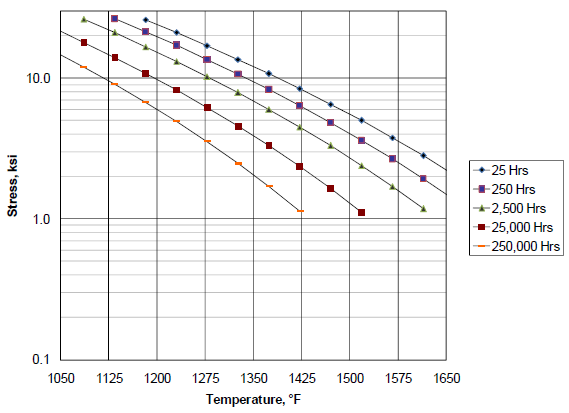 10.0
1.0
0.1
Stress, ksi
1050 1125 1200 1275 1350 1425 1500 1575 1650
Temperature, °F
25 Hrs
250 Hrs
2,500 Hrs
25,000 Hrs
250,000 Hrs